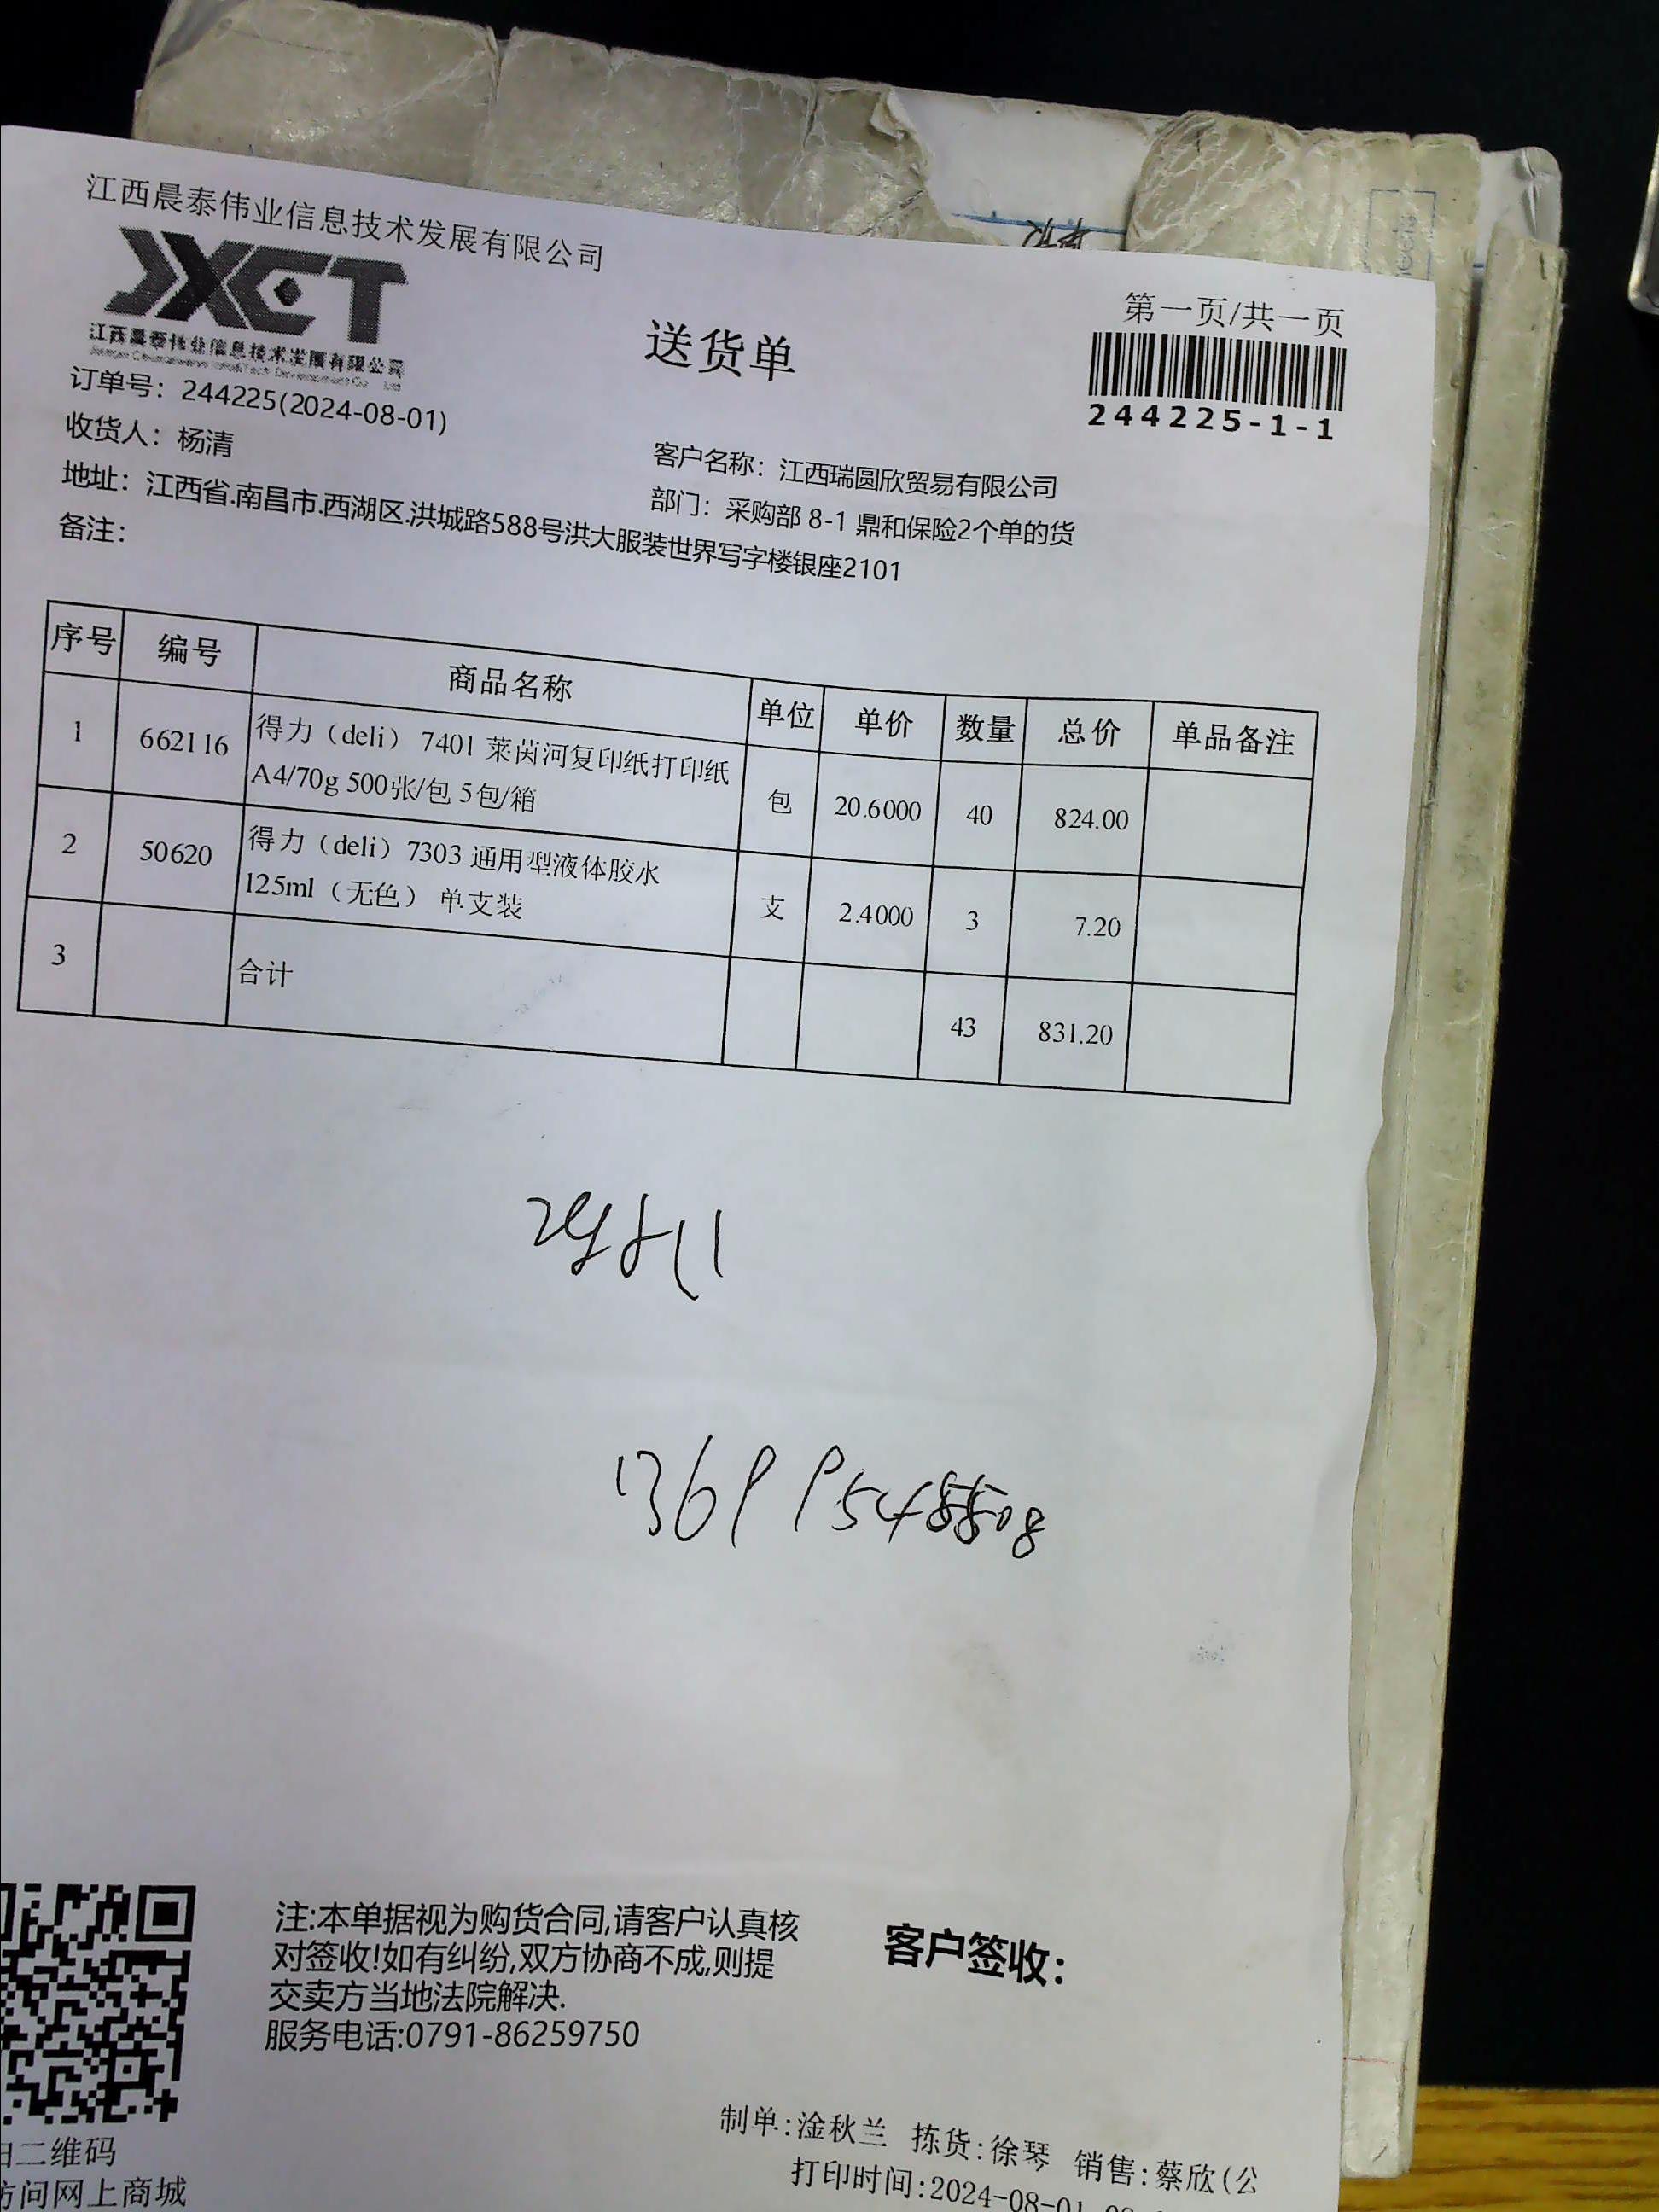 江西晨泰伟业信息技术发展有限公司
JXCT
江西晨泰伟业信息技术发展有限公司
送货单
第一页/共一页
244225-1-1
订单号：244225(2024-08-01)
收货人：杨清
客户名称：江西瑞圆欣贸易有限公司
部门：采购部 8-1 鼎和保险2个单的货
地址：江西省.南昌市.西湖区.洪城路588号洪大服装世界写字楼银座2101
备注：
序号 编号 商品名称 单位 单价 数量 总价 单品备注
1 662116 得力（deli） 7401 莱茵河复印纸打印纸
A4/70g 500张/包 5包/箱 包 20.6000 40 824.00
2 50620 得力（deli）7303 通用型液体胶水
125ml（无色） 单支装 支 2.4000 3 7.20
3 合计 43 831.20
注:本单据视为购货合同,请客户认真核
对签收!如有纠纷,双方协商不成,则提
交卖方当地法院解决.
服务电话:0791-86259750
客户签收：
二维码
访问网上商城
制单:淦秋兰 拣货:徐琴 销售:蔡欣(公
打印时间:2024-08-01